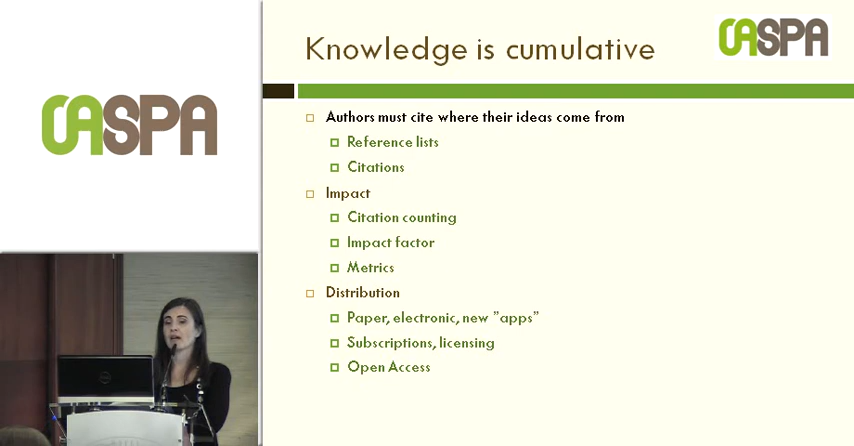 OASPA
Knowledge is cumulative
OASPA
Authors must cite where their ideas come from
Reference lists
Citations
Impact
Citation counting
Impact factor
Metrics
Distribution
Paper, electronic, new "apps"
Subscriptions, licensing
Open Access